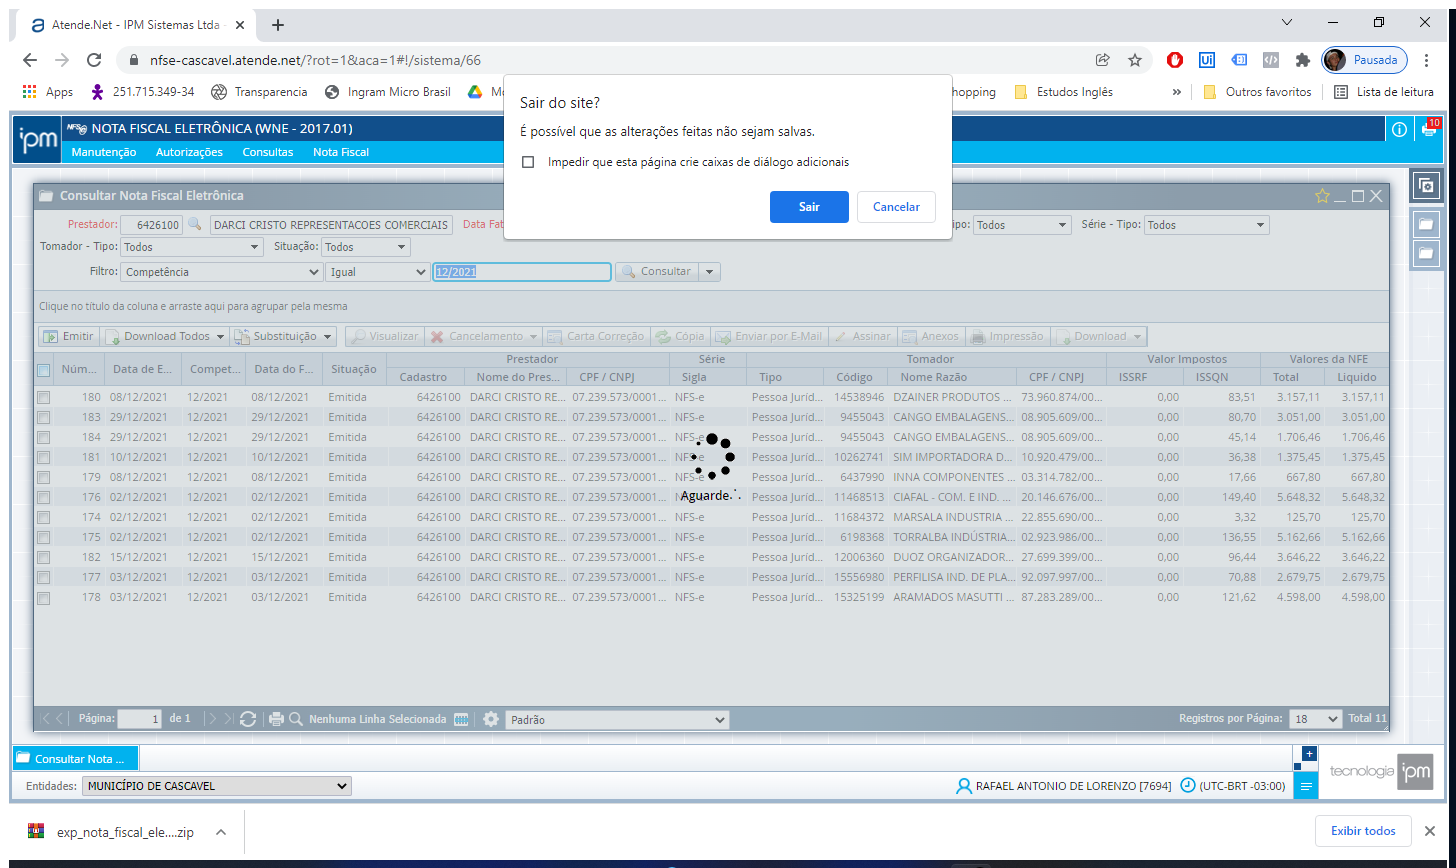 Atende.Net - IPM Sistemas Ltda
nfse-cascavel.atende.net/?rot=1&aca=1#!/sistema/66
Pausada
Apps 251.715.349-34 Transparencia Ingram Micro Brasil hopping Estudos Inglês » Outros favoritos Lista de leitura
Sair do site?
É possível que as alterações feitas não sejam salvas.
Impedir que esta página crie caixas de diálogo adicionais
Sair Cancelar
ipm NFS@ NOTA FISCAL ELETRÔNICA (WNE - 2017.01) 10
Manutenção Autorizações Consultas Nota Fiscal
Consultar Nota Fiscal Eletrônica
Prestador: 6426100 DARCI CRISTO REPRESENTACOES COMERCIAIS Data Fat ipo: Todos Série - Tipo: Todos
Tomador - Tipo: Todos Situação: Todos
Filtro: Competência Igual 12/2021 Consultar
Clique no título da coluna e arraste aqui para agrupar pela mesma
Emitir Download Todos Substituição Visualizar Cancelamento Carta Correção Cópia Enviar por E-Mail Assinar Anexos Impressão Download
Prestador Série Tomador Valor Impostos Valores da NFE
Núm... Data de E... Compet... Data do F... Situação Cadastro Nome do Pres... CPF / CNPJ Sigla Tipo Código Nome Razão CPF / CNPJ ISSRF ISSQN Total Liquido
180 08/12/2021 12/2021 08/12/2021 Emitida 6426100 DARCI CRISTO RE... 07.239.573/0001... NFS-e Pessoa Juríd... 14538946 DZAINER PRODUTOS ... 73.960.874/00... 0,00 83,51 3.157,11 3.157,11
183 29/12/2021 12/2021 29/12/2021 Emitida 6426100 DARCI CRISTO RE... 07.239.573/0001... NFS-e Pessoa Juríd... 9455043 CANGO EMBALAGENS... 08.905.609/00... 0,00 80,70 3.051,00 3.051,00
184 29/12/2021 12/2021 29/12/2021 Emitida 6426100 DARCI CRISTO RE... 07.239.573/0001... NFS-e Pessoa Juríd... 9455043 CANGO EMBALAGENS... 08.905.609/00... 0,00 45,14 1.706,46 1.706,46
181 10/12/2021 12/2021 10/12/2021 Emitida 6426100 DARCI CRISTO RE... 07.239.573/0001... NFS-e Pessoa Juríd... 10262741 SIM IMPORTADORA D... 10.920.479/00... 0,00 36,38 1.375,45 1.375,45
179 08/12/2021 12/2021 08/12/2021 Emitida 6426100 DARCI CRISTO RE... 07.239.573/0001... NFS-e Pessoa Juríd... 6437990 INNA COMPONENTES ... 03.314.782/00... 0,00 17,66 667,80 667,80
176 02/12/2021 12/2021 02/12/2021 Emitida 6426100 DARCI CRISTO RE... 07.239.573/0001... Pessoa Juríd... 11468513 CIAFAL - COM. E IND. ... 20.146.676/00... 0,00 149,40 5.648,32 5.648,32
Aguarde..
174 02/12/2021 12/2021 02/12/2021 Emitida 6426100 DARCI CRISTO RE... 07.239.573/0001... NFS-e Pessoa Juríd... 11684372 MARSALA INDUSTRIA ... 22.855.690/00... 0,00 3,32 125,70 125,70
175 02/12/2021 12/2021 02/12/2021 Emitida 6426100 DARCI CRISTO RE... 07.239.573/0001... NFS-e Pessoa Juríd... 6198368 TORRALBA INDÚSTRIA... 02.923.986/00... 0,00 136,55 5.162,66 5.162,66
182 15/12/2021 12/2021 15/12/2021 Emitida 6426100 DARCI CRISTO RE... 07.239.573/0001... NFS-e Pessoa Juríd... 12006360 DUOZ ORGANIZADOR... 27.699.399/00... 0,00 96,44 3.646,22 3.646,22
177 03/12/2021 12/2021 03/12/2021 Emitida 6426100 DARCI CRISTO RE... 07.239.573/0001... NFS-e Pessoa Juríd... 15556980 PERFILISA IND. DE PLA... 92.097.997/00... 0,00 70,88 2.679,75 2.679,75
178 03/12/2021 12/2021 03/12/2021 Emitida 6426100 DARCI CRISTO RE... 07.239.573/0001... NFS-e Pessoa Juríd... 15325199 ARAMADOS MASUTTI ... 87.283.289/00... 0,00 121,62 4.598,00 4.598,00
Página: 1 de 1 Nenhuma Linha Selecionada Padrão Registros por Página: 18 Total 11
Consultar Nota ...
Entidades: MUNICÍPIO DE CASCAVEL RAFAEL ANTONIO DE LORENZO [7694] (UTC-BRT -03:00) tecnologia ipm
exp_nota_fiscal_ele....zip Exibir todos